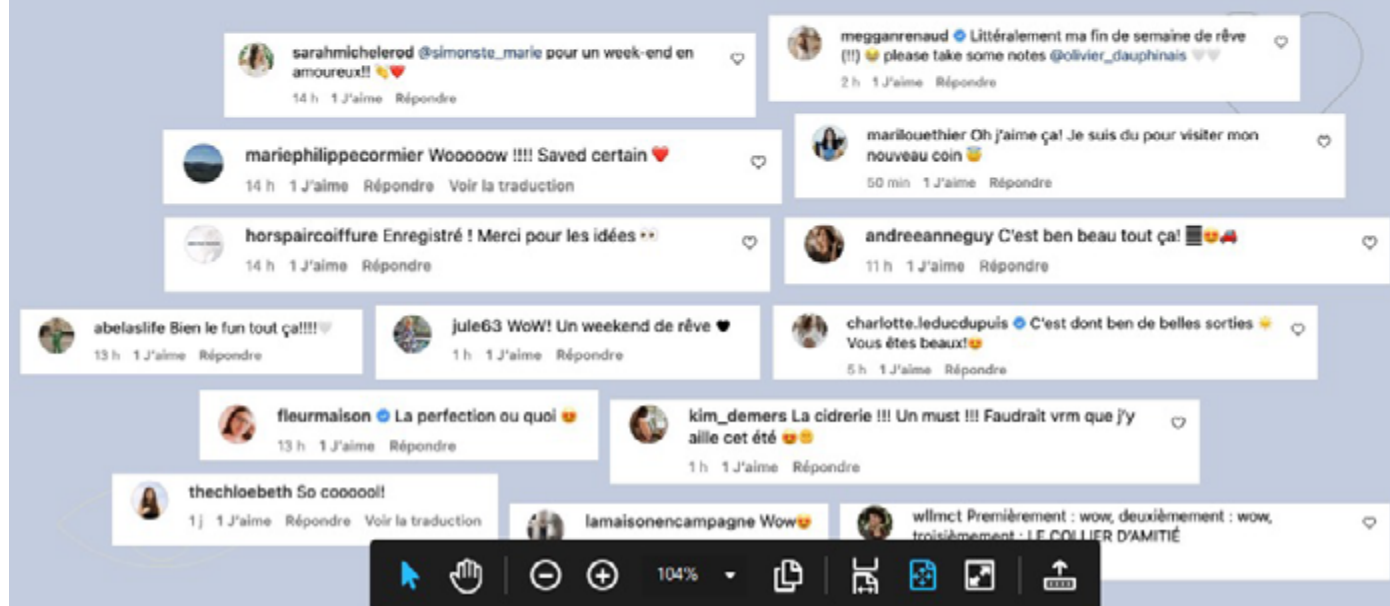 sarahmichelerod @simonste_marie pour un week-end en
amoureux!! 👏❤️
14 h 1 J'aime Répondre
megganrenaud Littéralement ma fin de semaine de rêve
(!!) 😂 please take some notes @olivier_dauphinais 🤍🤍
2 h 1 J'aime Répondre
mariephilippecormier Wooooow !!!! Saved certain ❤️
14 h 1 J'aime Répondre Voir la traduction
marilouethier Oh j'aime ça! Je suis du pour visiter mon
nouveau coin 😇
50 min 1 J'aime Répondre
horspaircoiffure Enregistré ! Merci pour les idées 👀
14 h 1 J'aime Répondre
andreeanneguy C'est ben beau tout ça! 😍🚗
11 h 1 J'aime Répondre
abelaslife Bien le fun tout ça!!!!🤍
13 h 1 J'aime Répondre
jule63 WoW! Un weekend de rêve 🖤
1 h 1 J'aime Répondre
charlotte.leducdupuis C'est dont ben de belles sorties ☀️
Vous êtes beaux!😍
5 h 1 J'aime Répondre
fleurmaison La perfection ou quoi 😍
13 h 1 J'aime Répondre
kim_demers La cidrerie !!! Un must !!! Faudrait vrm que j'y
aille cet été 😍
1 h 1 J'aime Répondre
thechloebeth So coooool!
1 j 1 J'aime Répondre Voir la traduction
lamaisonencampagne Wow😍
wllmct Premièrement : wow, deuxièmement : wow,
troisièmement : LE COLLIER D'AMITIÉ
104%